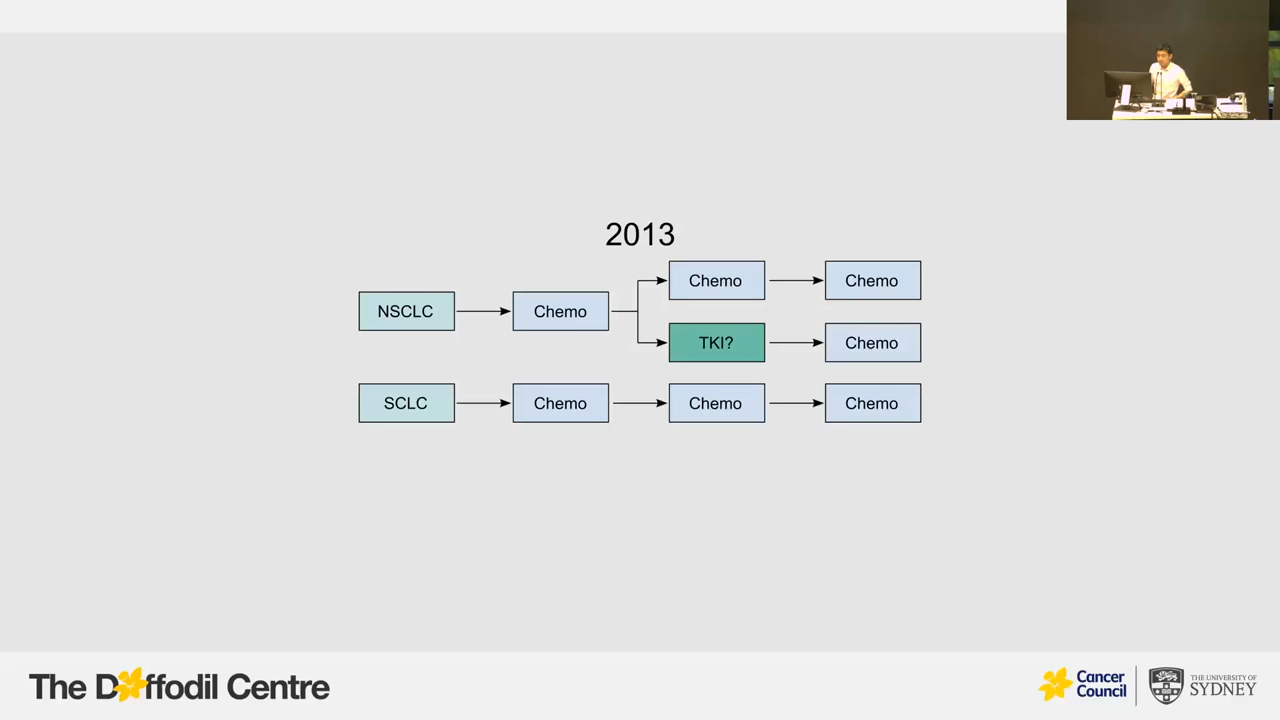 2013
NSCLC
Chemo
Chemo
Chemo
TKI?
Chemo
SCLC
Chemo
Chemo
Chemo
The Daffodil Centre
Cancer
Council
THE UNIVERSITY OF
SYDNEY